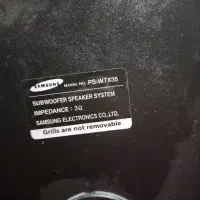 SAMSUNG MODEL NO. PS-WTX35
SUBWOOFER SPEAKER SYSTEM
IMPEDANCE : 3Ω
SAMSUNG ELECTRONICS CO., LTD.
Grills are not removable